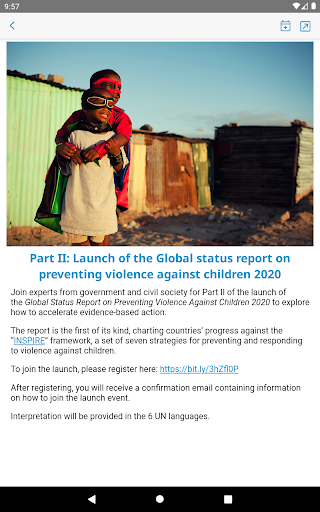 9:57
Part II: Launch of the Global status report on
preventing violence against children 2020
Join experts from government and civil society for Part II of the launch of
the Global Status Report on Preventing Violence Against Children 2020 to explore
how to accelerate evidence-based action.
The report is the first of its kind, charting countries' progress against the
"INSPIRE" framework, a set of seven strategies for preventing and responding
to violence against children.
To join the launch, please register here: https://bit.ly/3hZfl0P
After registering, you will receive a confirmation email containing information
on how to join the launch event.
Interpretation will be provided in the 6 UN languages.